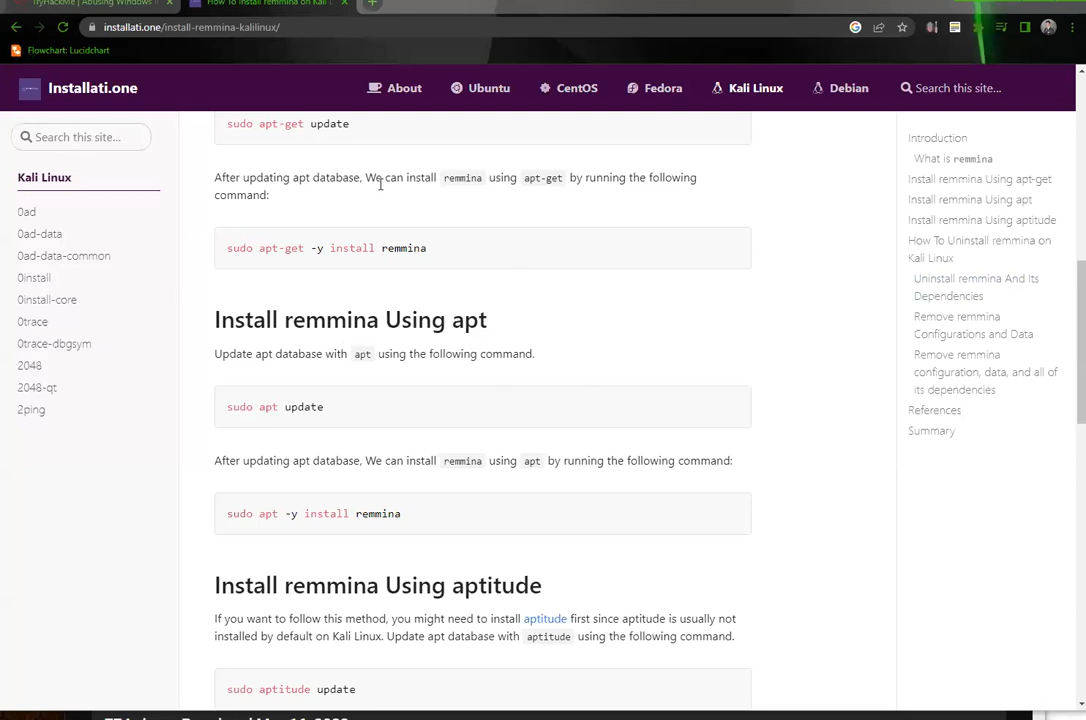 TryHackMe | Abusing Windows
How To Install remmina on Kali
installati.one/install-remmina-kalilinux/
Flowchart: Lucidchart
Installati.one
About
Ubuntu
CentOS
Fedora
Kali Linux
Debian
Search this site...
Search this site...
Kali Linux
0ad
0ad-data
0ad-data-common
0install
0install-core
0trace
0trace-dbgsym
2048
2048-qt
2ping
sudo apt-get update
After updating apt database, We can install remmina using apt-get by running the following
command:
sudo apt-get -y install remmina
Install remmina Using apt
Update apt database with apt using the following command.
sudo apt update
After updating apt database, We can install remmina using apt by running the following command:
sudo apt -y install remmina
Install remmina Using aptitude
If you want to follow this method, you might need to install aptitude first since aptitude is usually not
installed by default on Kali Linux. Update apt database with aptitude using the following command.
sudo aptitude update
Introduction
What is remmina
Install remmina Using apt-get
Install remmina Using apt
Install remmina Using aptitude
How To Uninstall remmina on
Kali Linux
Uninstall remmina And Its
Dependencies
Remove remmina
Configurations and Data
Remove remmina
configuration, data, and all of
its dependencies
References
Summary